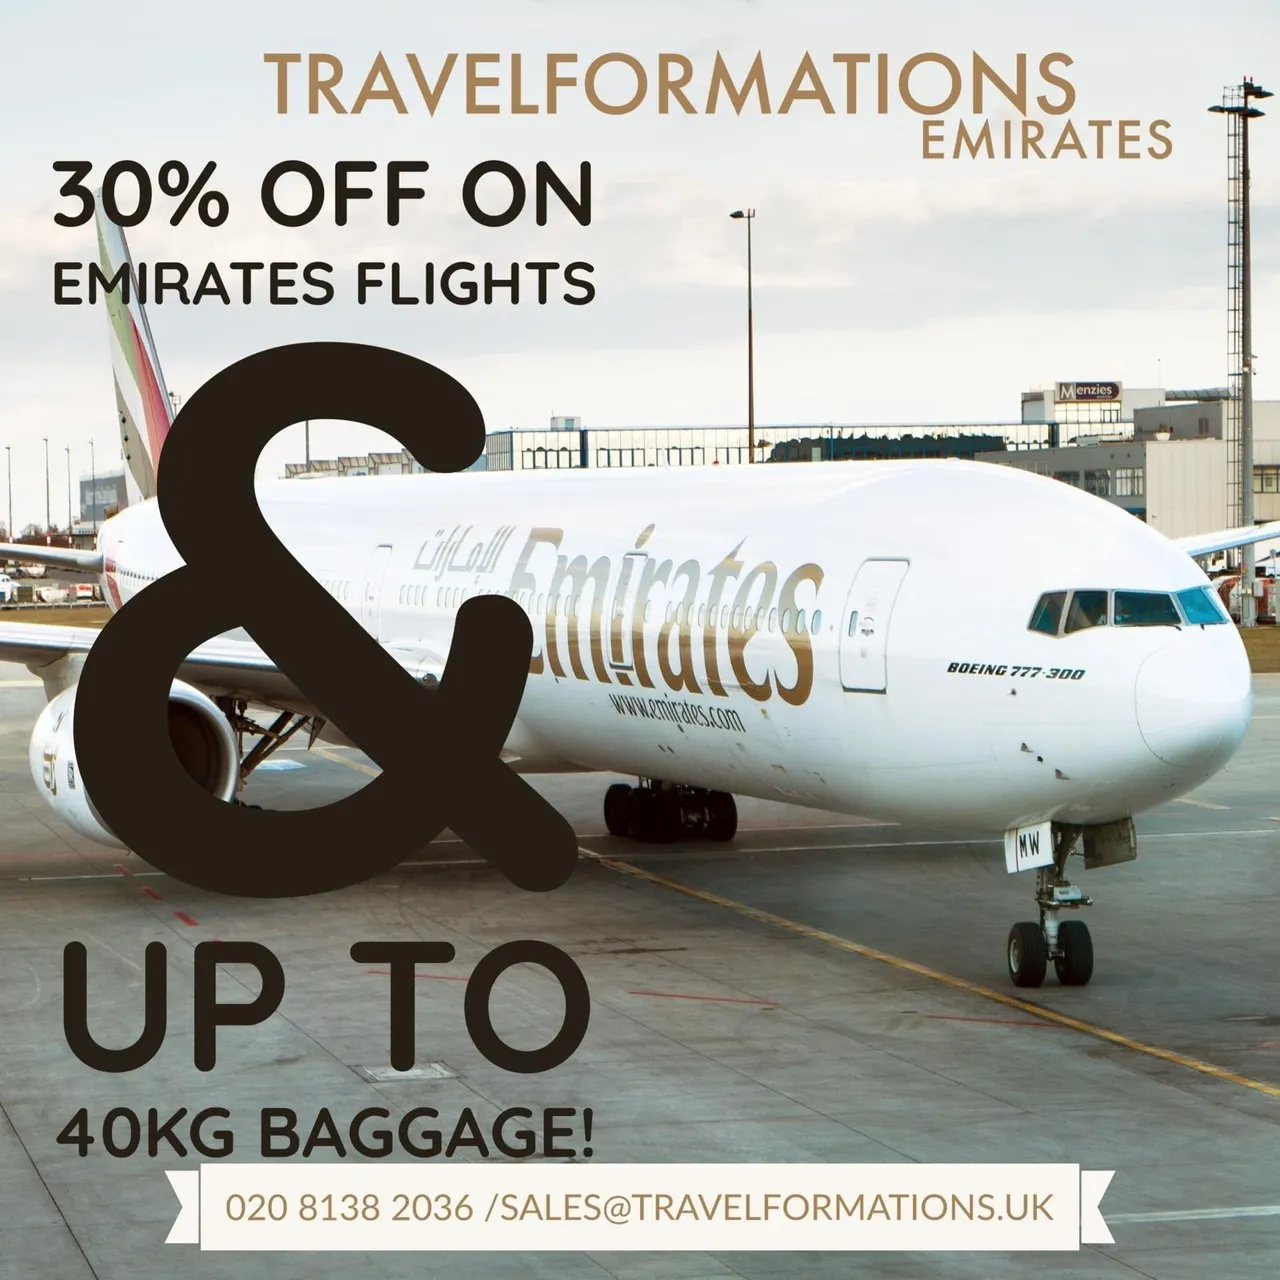 TRAVELFORMATIONS
EMIRATES
30% OFF ON
EMIRATES FLIGHTS
&
UP TO
40KG BAGGAGE!
Menzies
الإمارات
Emirates
www.emirates.com
BOEING 777-300
MW
020 8138 2036 /SALES@TRAVELFORMATIONS.UK